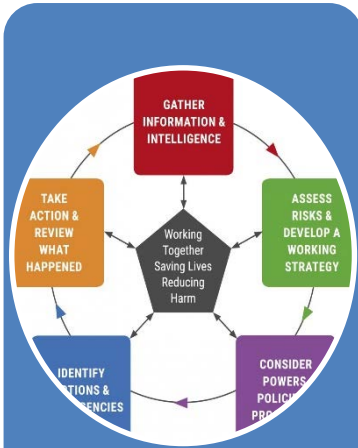 GATHER
INFORMATION &
INTELLIGENCE
ASSESS
RISKS &
DEVELOP A
WORKING
STRATEGY
CONSIDER
POWERS
IDENTIFY
TAKE
ACTION &
REVIEW
WHAT
HAPPENED
Working
Together
Saving Lives
Reducing
Harm